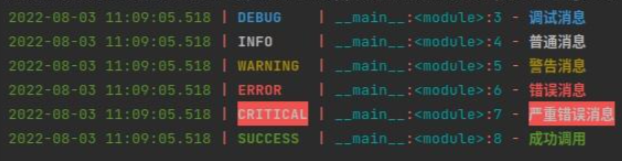 2022-08-03 11:09:05.518 | DEBUG    | __main__:<module>:3 - 调试消息
2022-08-03 11:09:05.518 | INFO     | __main__:<module>:4 - 普通消息
2022-08-03 11:09:05.518 | WARNING  | __main__:<module>:5 - 警告消息
2022-08-03 11:09:05.518 | ERROR    | __main__:<module>:6 - 错误消息
2022-08-03 11:09:05.518 | CRITICAL | __main__:<module>:7 - 严重错误消息
2022-08-03 11:09:05.518 | SUCCESS  | __main__:<module>:8 - 成功调用